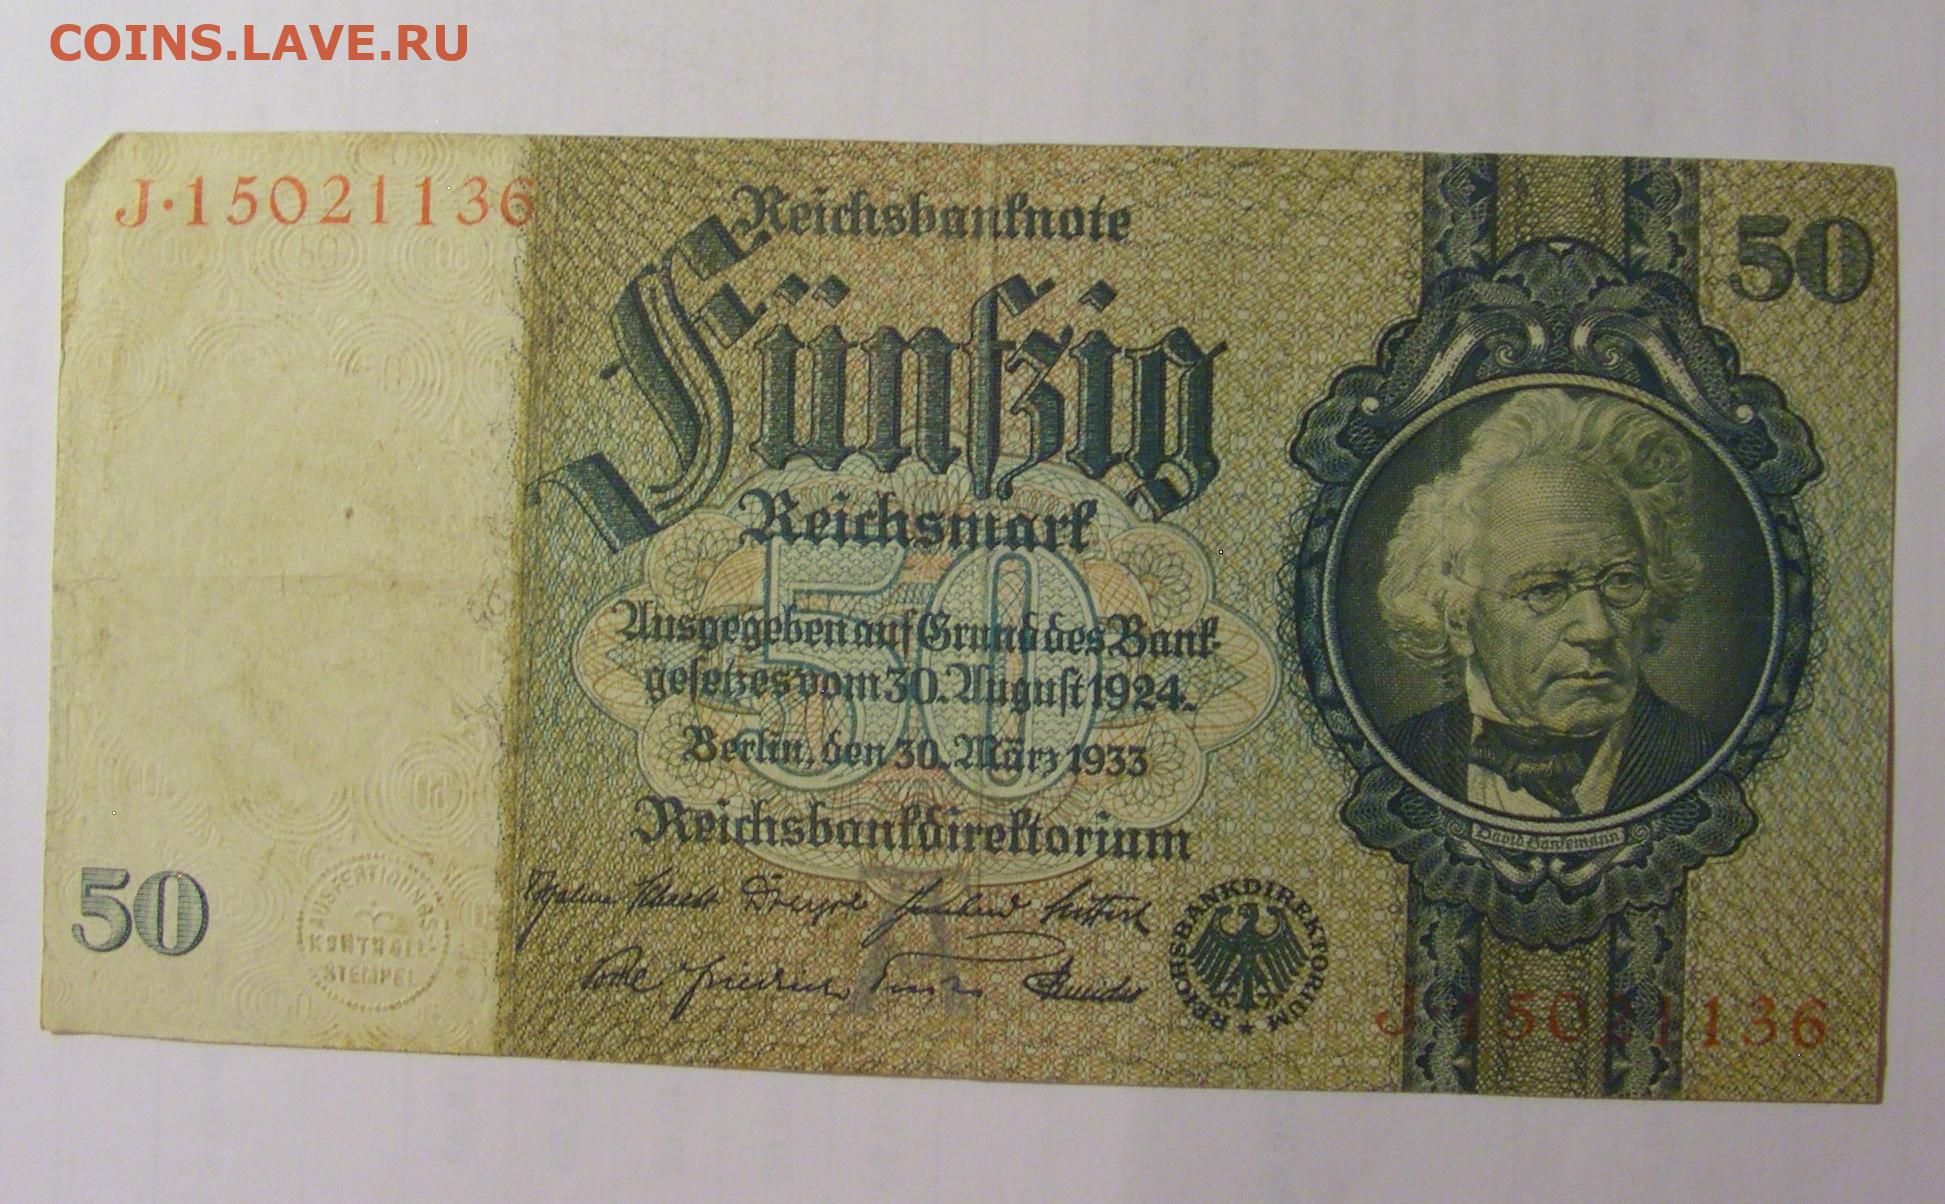 COINS.LAVE.RU
J·15021136
Reichsbanknote
50
Fünfzig
Reichsmark
50
Ausgegeben auf Grund des Bank-
gesetzes vom 30. August 1924.
Berlin, den 30. März 1933
Reichsbankdirektorium
David Hansemann
50
AUSFERTIGUNGS-
KONTROLL-
STEMPEL
REICHSBANKDIREKTORIUM
J·15021136